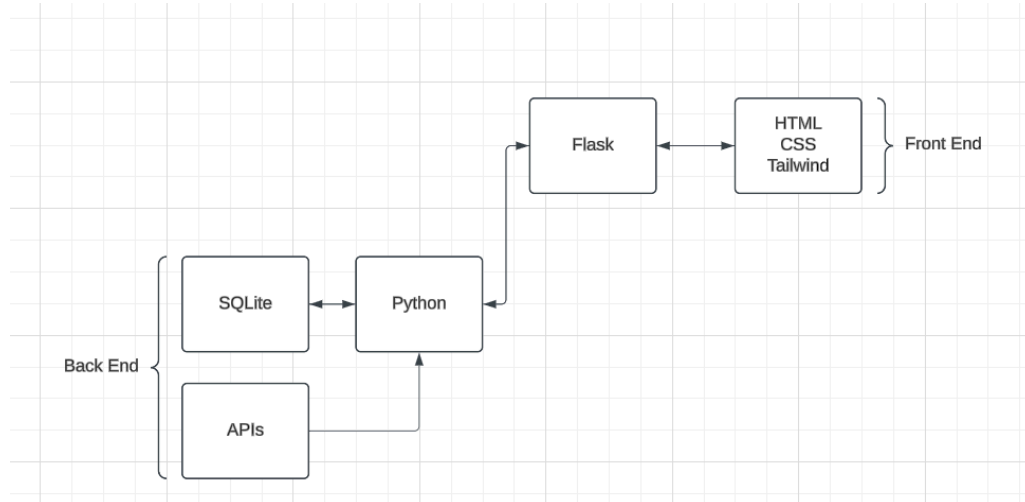 Flask
HTML
CSS
Tailwind
Front End
SQLite
Python
Back End
APIs